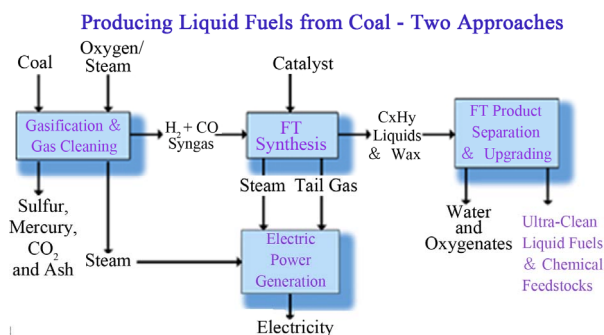 Producing Liquid Fuels from Coal - Two Approaches
Oxygen/
Steam
Coal
Catalyst
Gasification &
Gas Cleaning
H2 + CO
Syngas
FT
Synthesis
CxHy
Liquids
& Wax
FT Product
Separation
& Upgrading
Sulfur,
Mercury,
CO2
and Ash
Steam
Steam
Tail Gas
Electric
Power
Generation
Electricity
Water
and
Oxygenates
Ultra-Clean
Liquid Fuels
& Chemical
Feedstocks